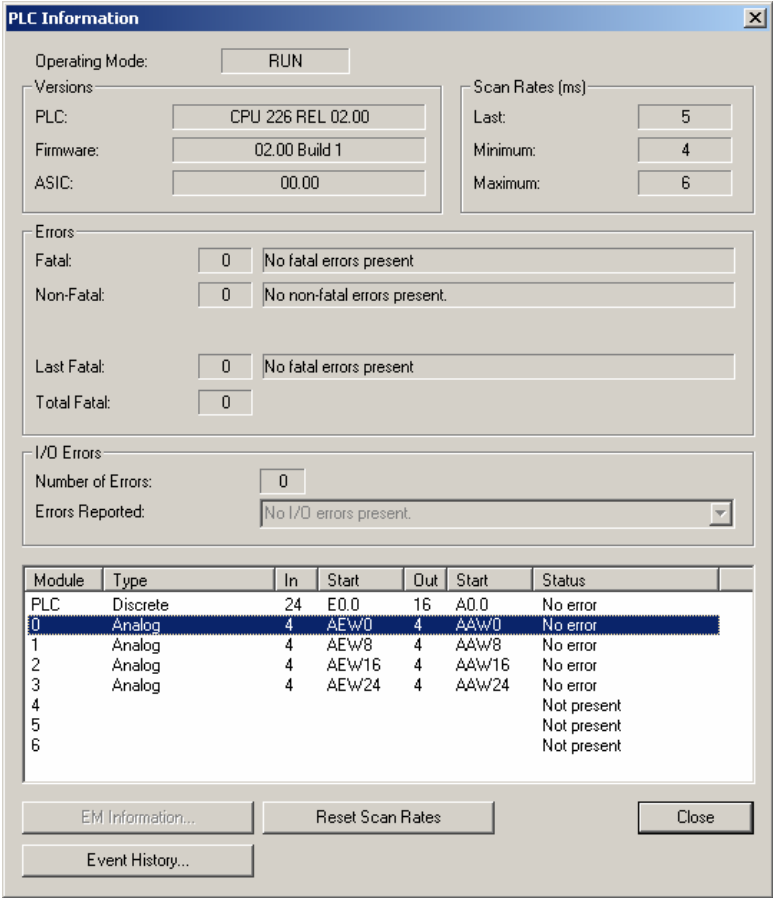 PLC Information
Operating Mode: RUN
Versions
PLC: CPU 226 REL 02.00
Firmware: 02.00 Build 1
ASIC: 00.00
Scan Rates (ms)
Last: 5
Minimum: 4
Maximum: 6
Errors
Fatal: 0 No fatal errors present
Non-Fatal: 0 No non-fatal errors present.
Last Fatal: 0 No fatal errors present
Total Fatal: 0
I/O Errors
Number of Errors: 0
Errors Reported: No I/O errors present.
Module Type In Start Out Start Status
PLC Discrete 24 E0.0 16 A0.0 No error
0 Analog 4 AEW0 4 AAW0 No error
1 Analog 4 AEW8 4 AAW8 No error
2 Analog 4 AEW16 4 AAW16 No error
3 Analog 4 AEW24 4 AAW24 No error
4 Not present
5 Not present
6 Not present
EM Information... Reset Scan Rates Close
Event History...